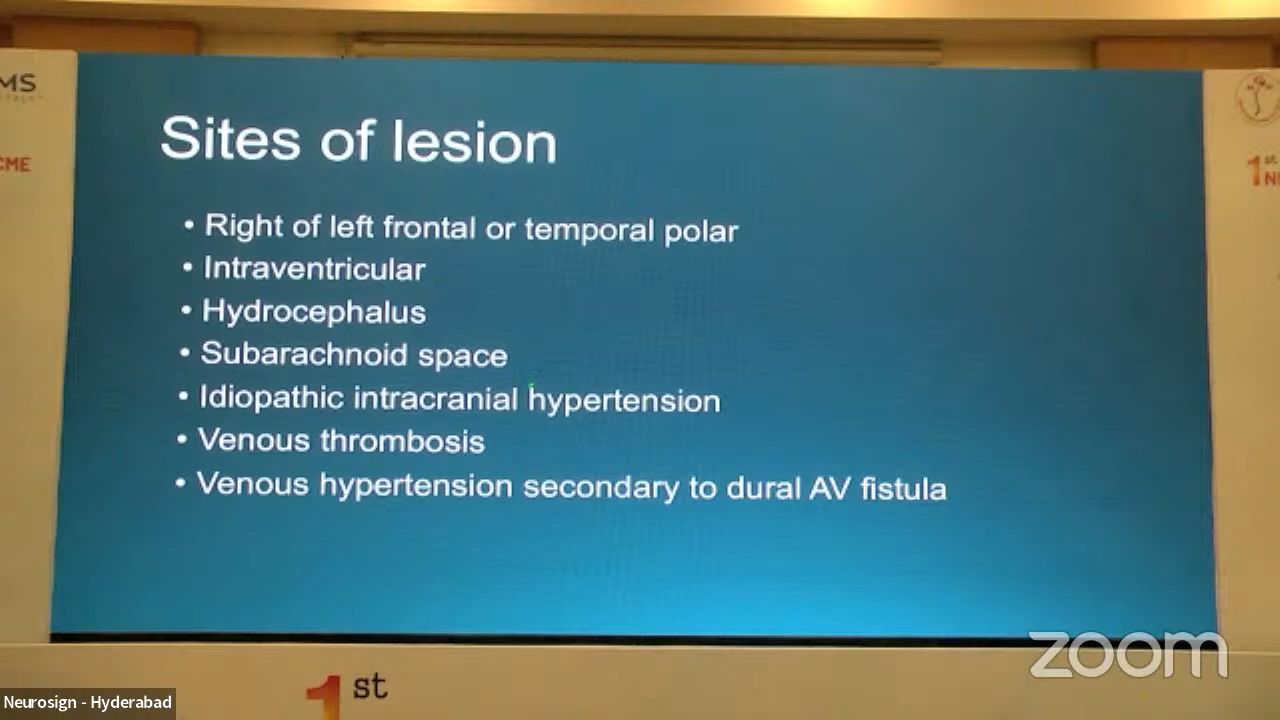 MS
CME
Sites of lesion
• Right of left frontal or temporal polar
• Intraventricular
• Hydrocephalus
• Subarachnoid space
• Idiopathic intracranial hypertension
• Venous thrombosis
• Venous hypertension secondary to dural AV fistula
1st
N
zoom
1st
Neurosign - Hyderabad